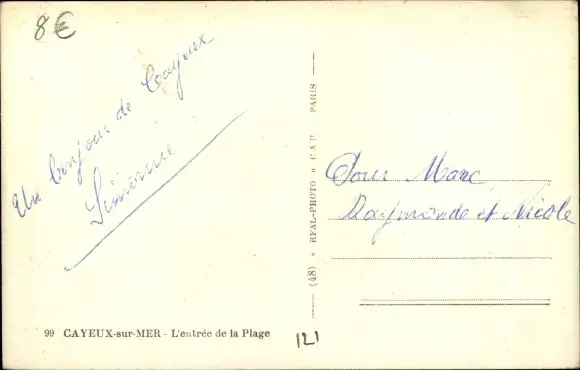 8€
Un bonjour de Cayeux
Simonne
(48) * REAL-PHOTO * C.A.P. PARIS
Pour Marc
Raymonde et Nicole
99 CAYEUX-sur-MER - L'entrée de la Plage
121